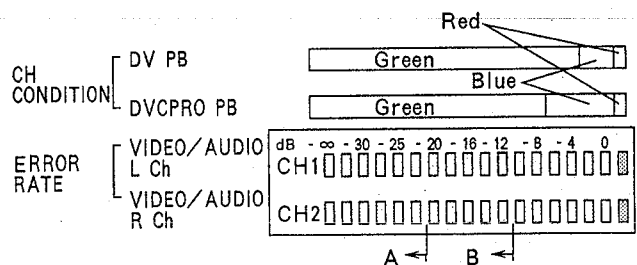 Red
CH CONDITION
DV PB
Green
Blue
DVCPRO PB
Green
ERROR RATE
VIDEO/AUDIO L Ch
VIDEO/AUDIO R Ch
dB -∞ -30 -25 -20 -16 -12 -8 -4 0
CH1
CH2
A B